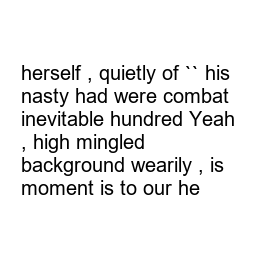 herself , quietly of `` his
nasty had were combat
inevitable hundred Yeah
, high mingled
background wearily , is
moment is to our he